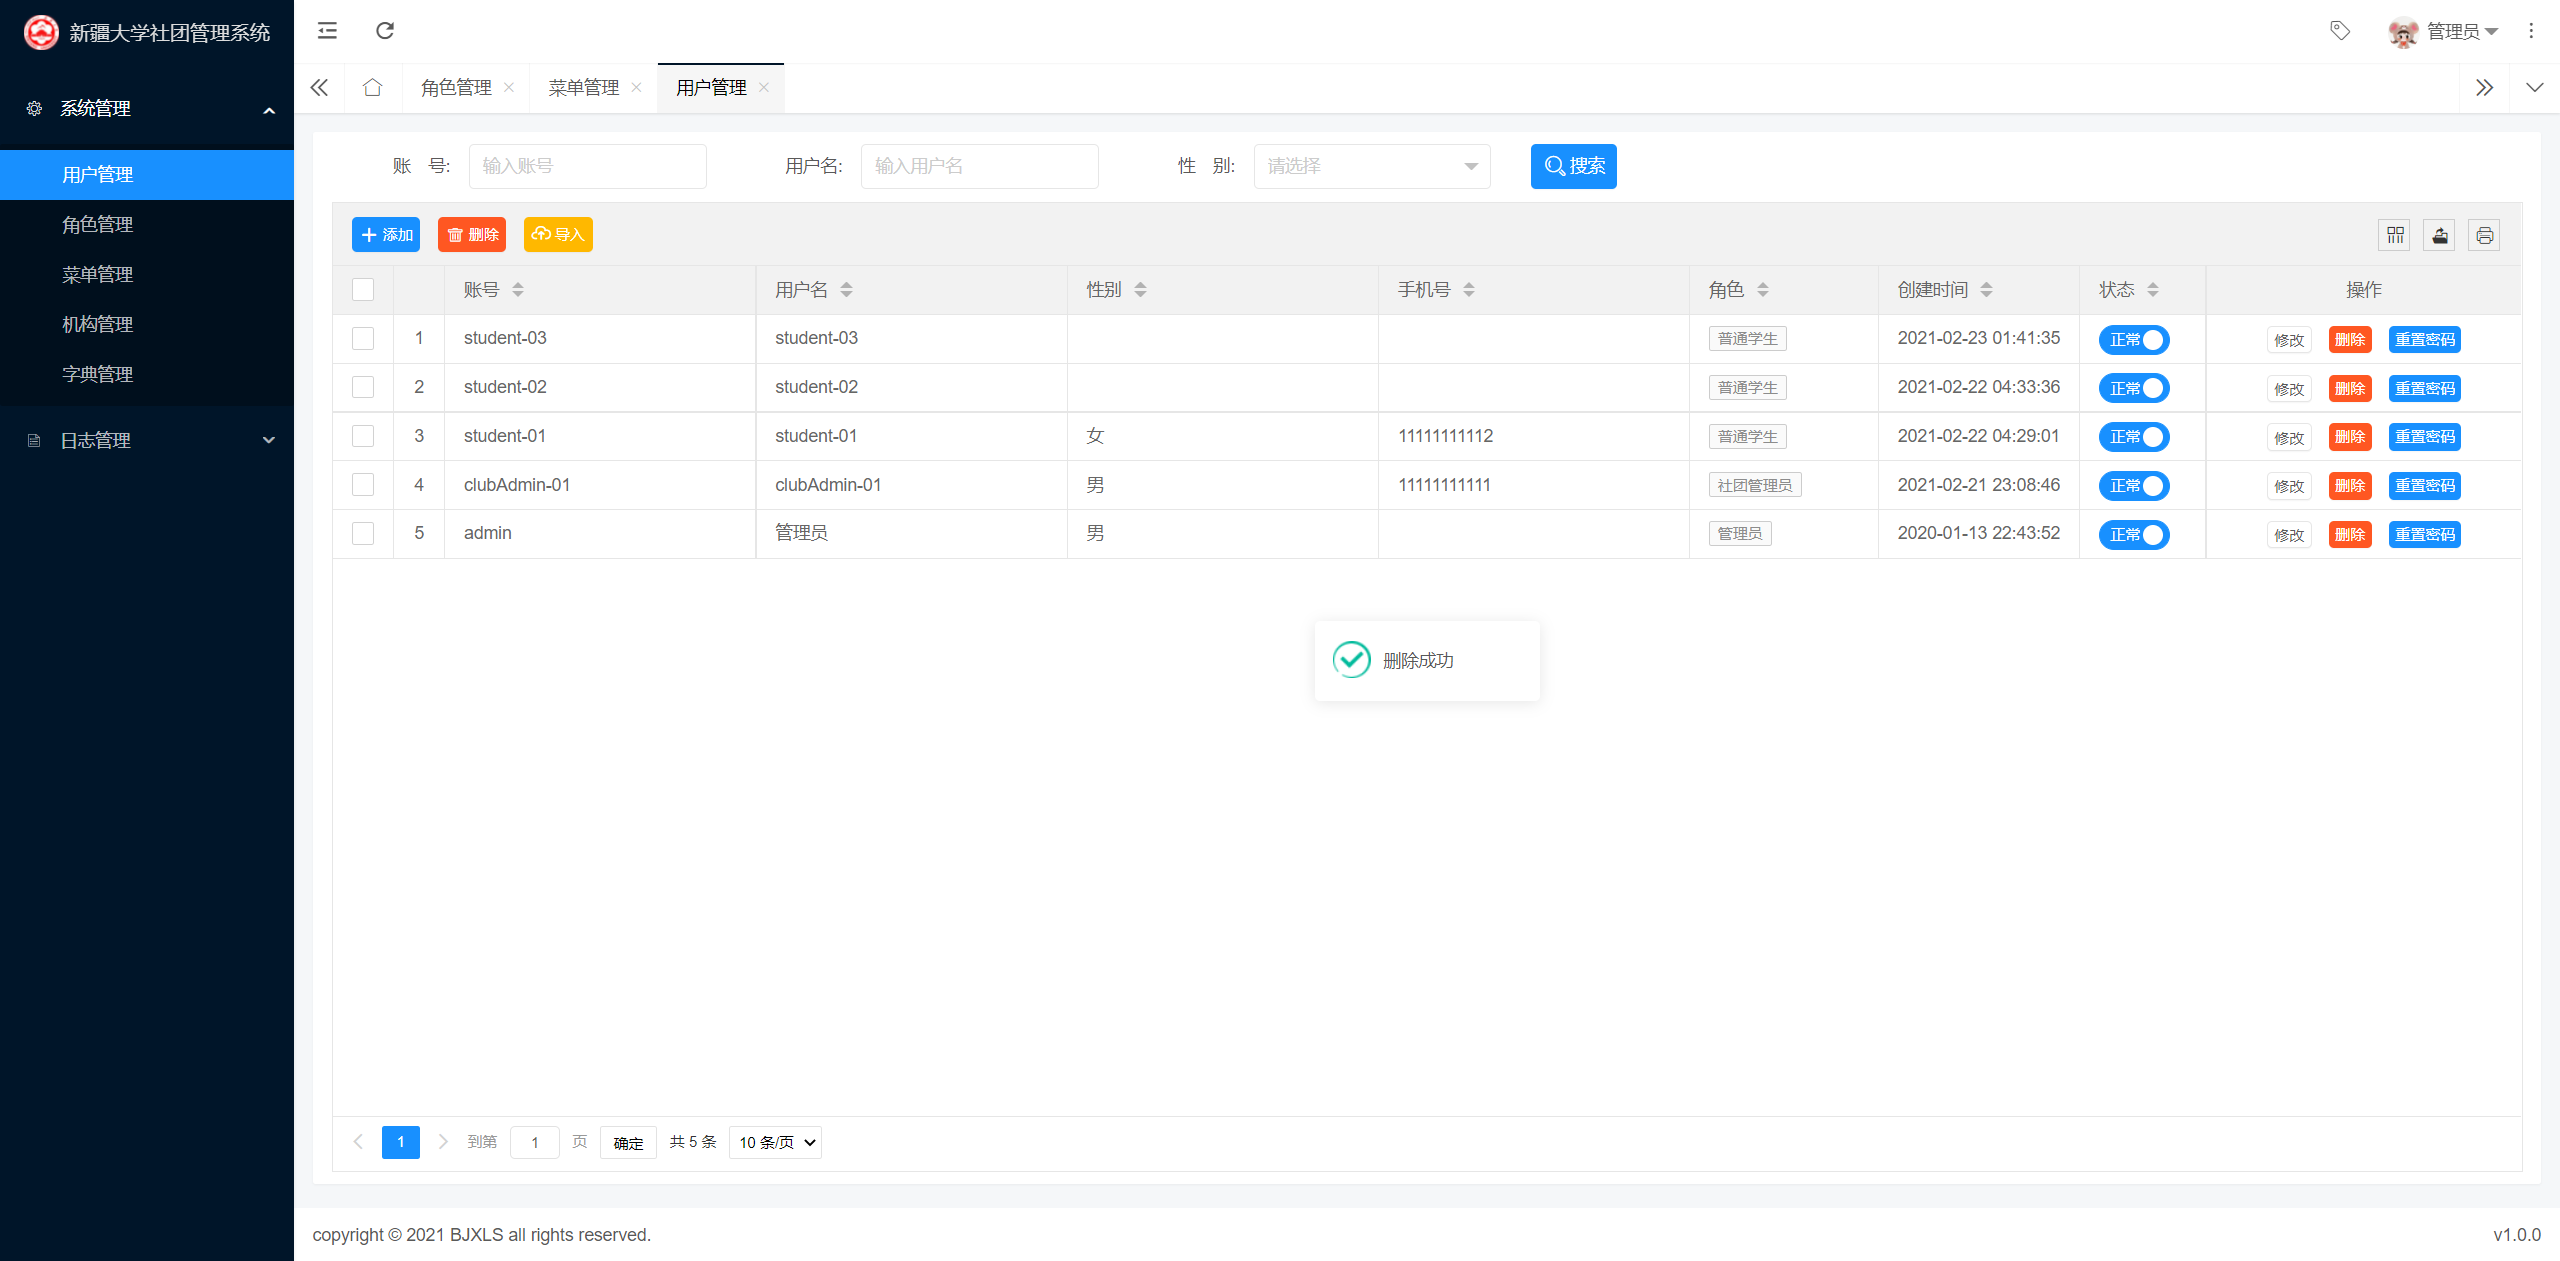 新疆大学社团管理系统
管理员
角色管理
菜单管理
用户管理
系统管理
用户管理
角色管理
菜单管理
机构管理
字典管理
日志管理
账 号: 输入账号 用户名: 输入用户名 性 别: 请选择 搜索
添加 删除 导入
账号 用户名 性别 手机号 角色 创建时间 状态 操作
1 student-03 student-03 普通学生 2021-02-23 01:41:35 正常 修改 删除 重置密码
2 student-02 student-02 普通学生 2021-02-22 04:33:36 正常 修改 删除 重置密码
3 student-01 student-01 女 11111111112 普通学生 2021-02-22 04:29:01 正常 修改 删除 重置密码
4 clubAdmin-01 clubAdmin-01 男 11111111111 社团管理员 2021-02-21 23:08:46 正常 修改 删除 重置密码
5 admin 管理员 男 管理员 2020-01-13 22:43:52 正常 修改 删除 重置密码
删除成功
1 到第 1 页 确定 共 5 条 10 条/页
copyright © 2021 BJXLS all rights reserved.
v1.0.0